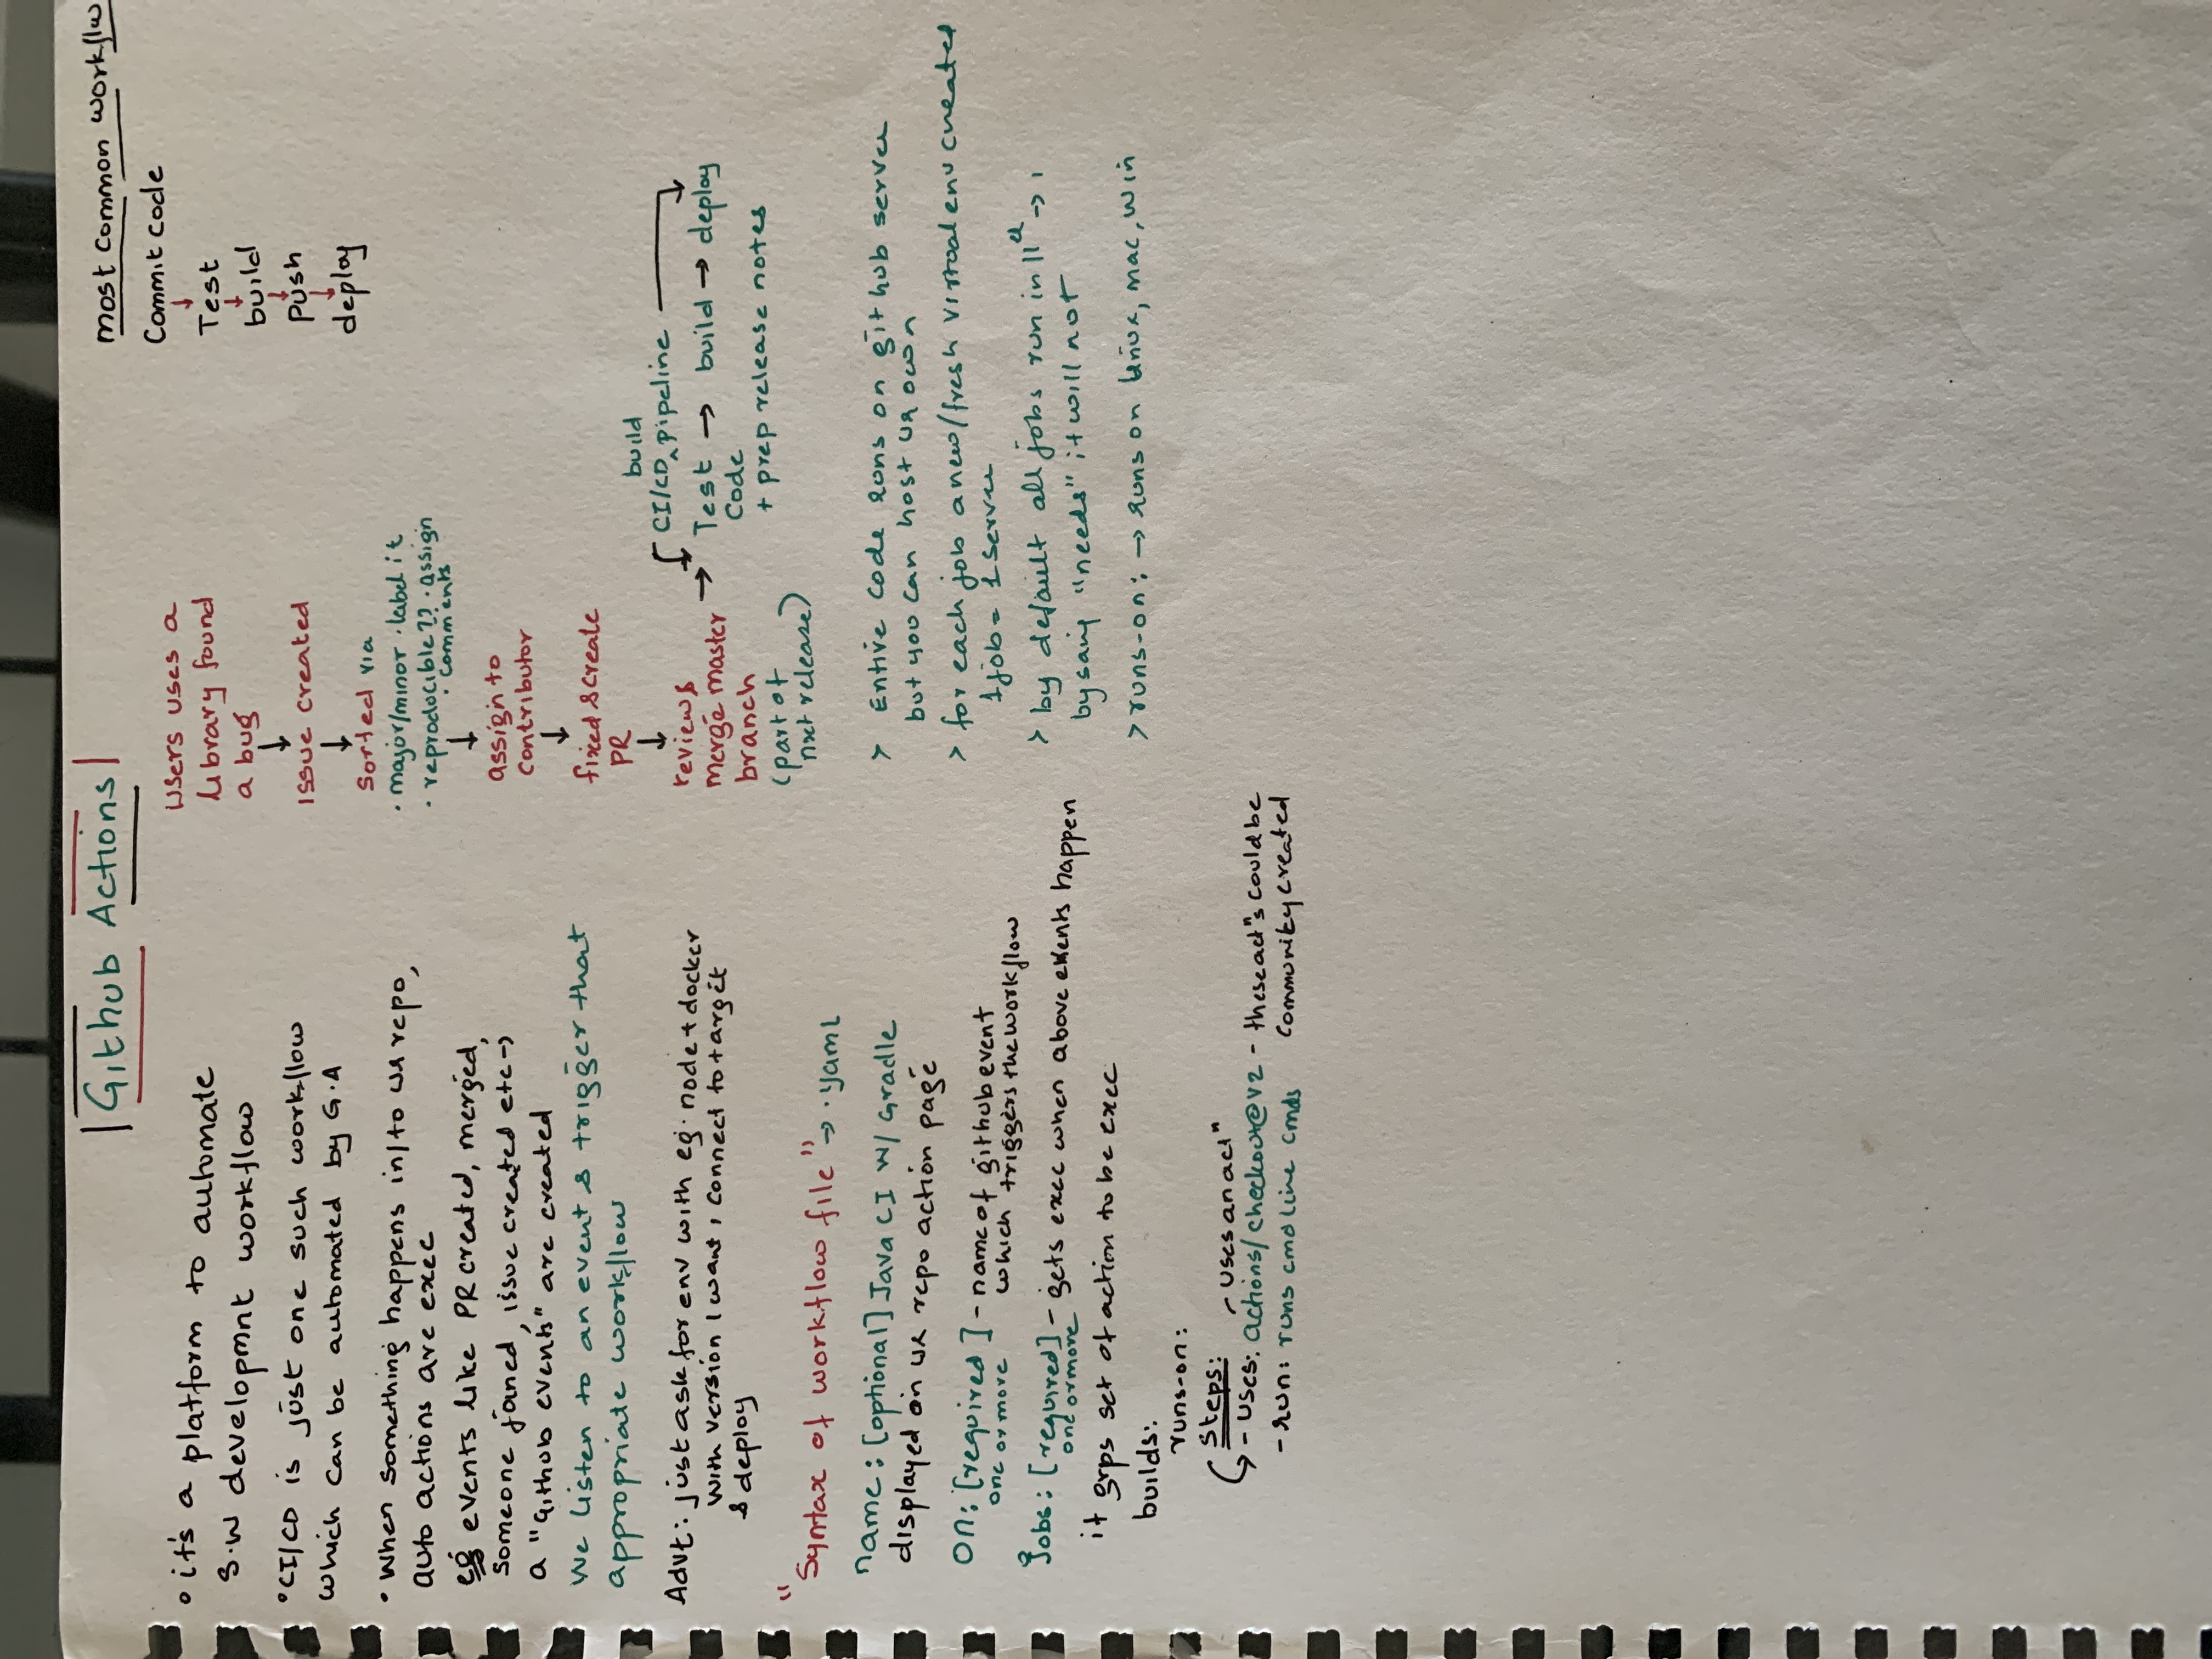 Github Actions
• it's a platform to automate
S.W developmnt workflow
• CI/CD is just one such workflow
which can be automated by G.A
• When something happens in/to ur repo,
auto actions are exec
eg events like PR created, merged,
someone joined, issue created etc →
a "Github events" are created
We listen to an event & trigger that
appropriate workflow
Advt: just ask for env with eg. node + docker
with version I want, connect to target
& deploy
"Syntax of workflow file" → .yaml
name: [optional] Java CI W/ Gradle
displayed on ur repo action page
On: [required] - name of github event
one or more which triggers the workflow
Jobs: [required] - gets exec when above events happen
one or more
it grps set of action to be exec
builds:
runs-on:
Steps:
uses an actⁿ
- uses: actions/checkout@v2 - these actⁿs could be
- run: runs cmd line cmds community created
Users uses a
library found
a bug
↓
issue created
↓
Sorted via
• major/minor • label it
• reproducible?? • assign
• comments
↓
assign to
contributor
↓
fixed & create
PR
↓
review &
merge master
branch
(part of
nxt release)
build
CI/CD ^ pipeline
→ Test → build → deploy
Code
+ prep release notes
> Entire code runs on github server
but you can host ur own
> for each job a new/fresh virtual env created
1 job = 1 server
> by default all jobs run in ||el → ,
by saing "needs" it will not
> runs-on: → runs on linux, mac, win
most common workflw
Commit code
↓
Test
↓
build
↓
push
↓
deploy